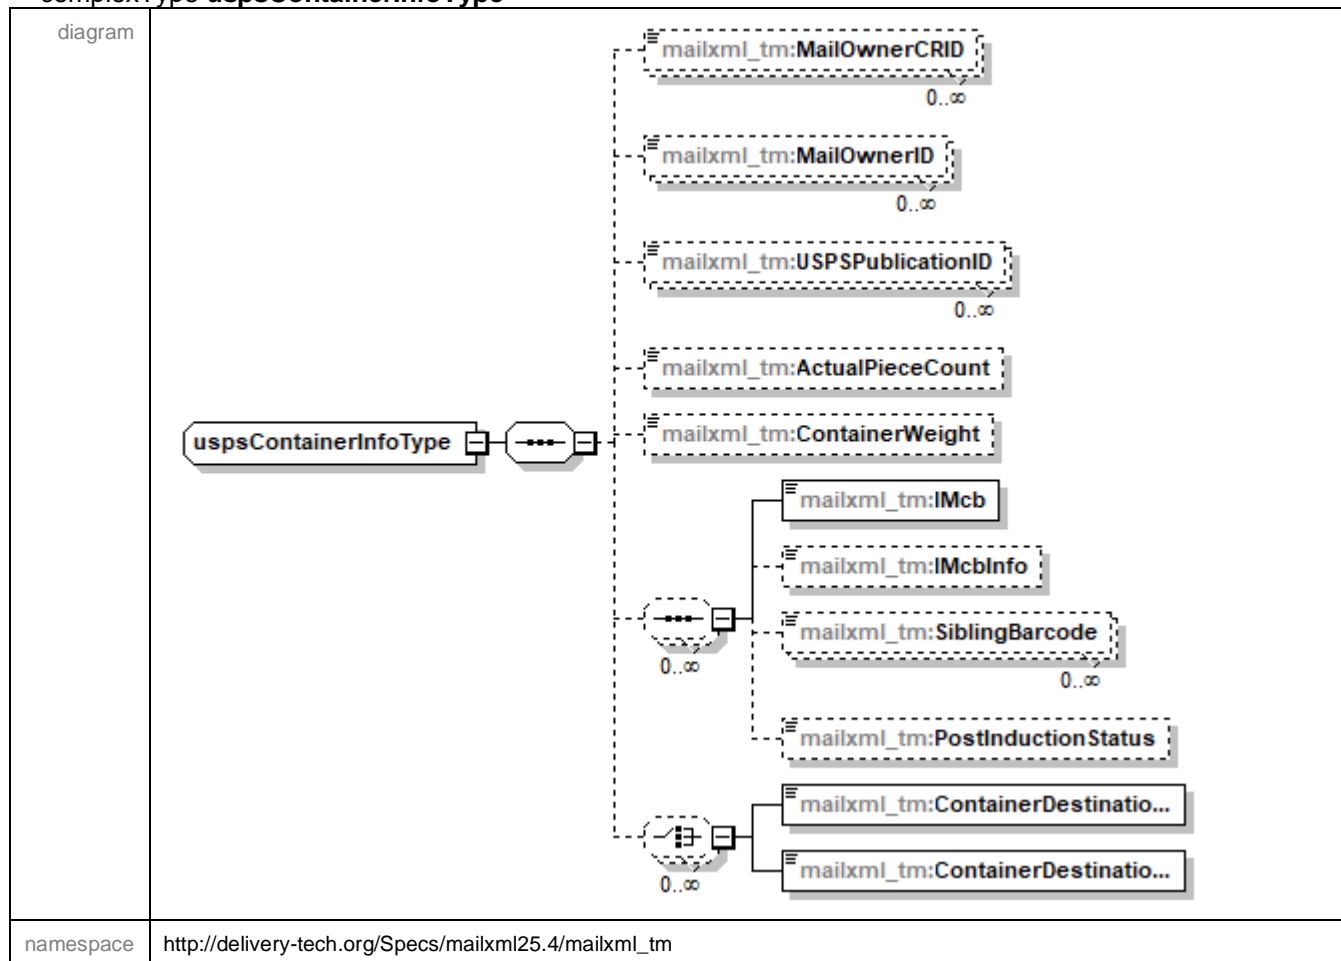 complexType uspsContainerInfoType
diagram
mailxml_tm:MailOwnerCRID
0..∞
mailxml_tm:MailOwnerID
0..∞
mailxml_tm:USPSPublicationID
0..∞
mailxml_tm:ActualPieceCount
uspsContainerInfoType
mailxml_tm:ContainerWeight
mailxml_tm:IMcb
mailxml_tm:IMcbInfo
mailxml_tm:SiblingBarcode
0..∞
0..∞
mailxml_tm:PostInductionStatus
mailxml_tm:ContainerDestinatio...
mailxml_tm:ContainerDestinatio...
0..∞
namespace http://delivery-tech.org/Specs/mailxml25.4/mailxml_tm